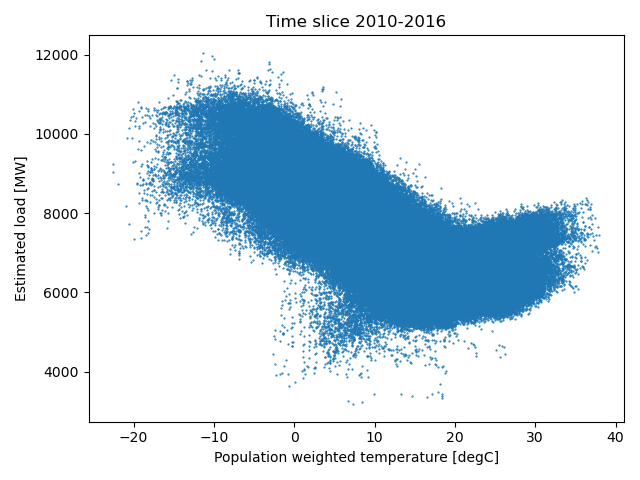 Time slice 2010-2016
12000
10000
8000
6000
4000
Estimated load [MW]
−20 −10 0 10 20 30 40
Population weighted temperature [degC]